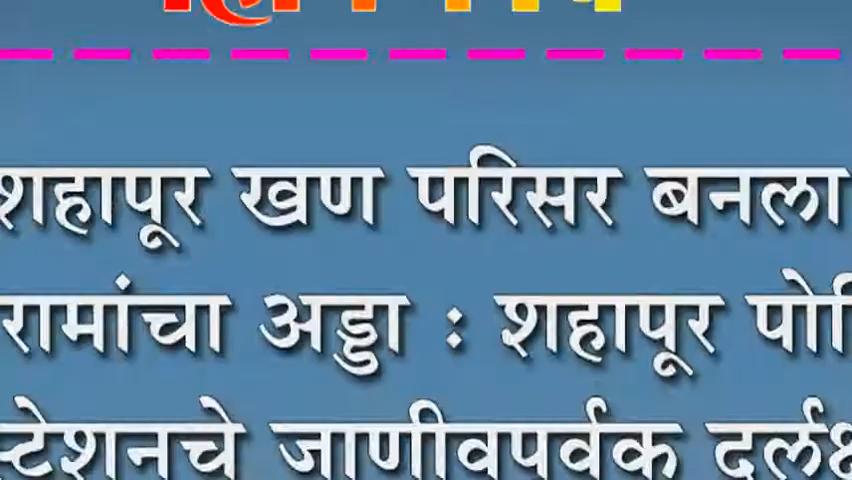 शहापूर खण परिसर बनला
रामांचा अड्डा : शहापूर
स्टेशनचे जाणीवपूर्वक